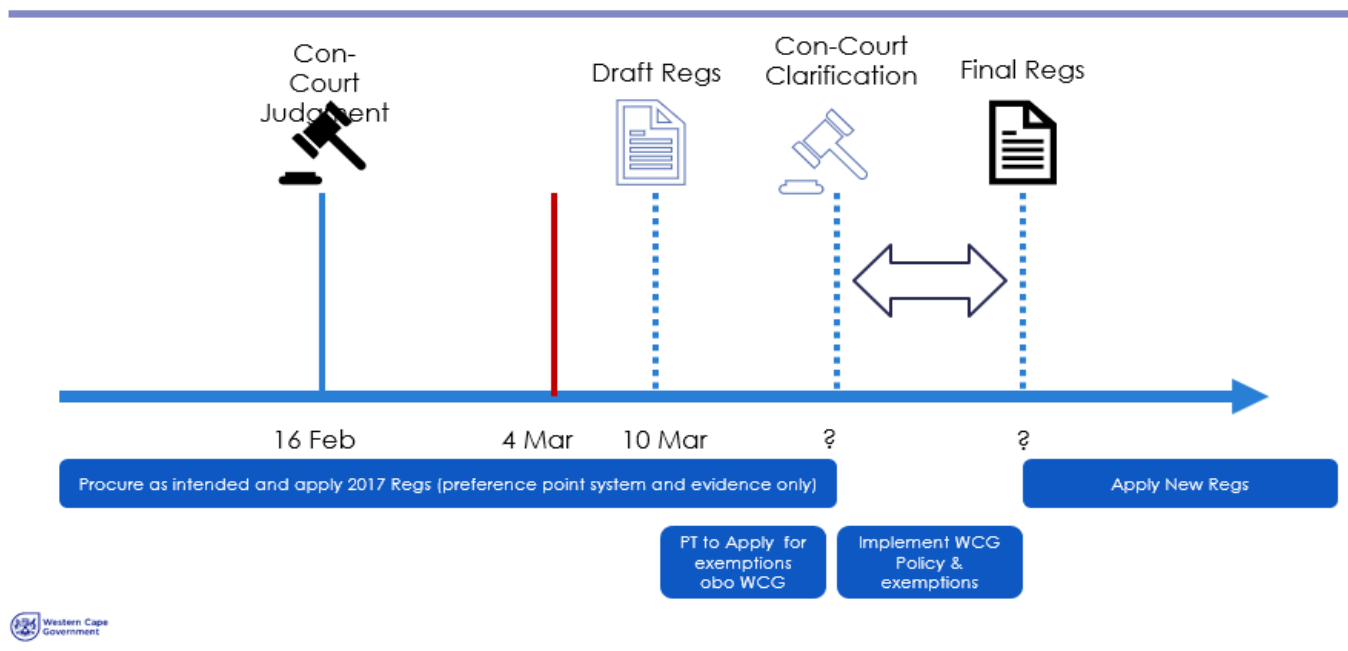 Con-
Court
Judgment
Draft Regs
Con-Court
Clarification
Final Regs
16 Feb
4 Mar
10 Mar
?
?
Procure as intended and apply 2017 Regs (preference point system and evidence only)
Apply New Regs
PT to Apply for
exemptions
obo WCG
Implement WCG
Policy &
exemptions
Western Cape
Government